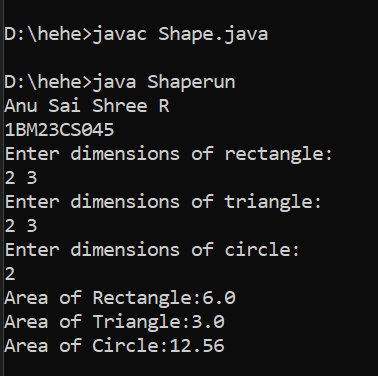 D:\hehe>javac Shape.java
D:\hehe>java Shaperun
Anu Sai Shree R
1BM23CS045
Enter dimensions of rectangle:
2 3
Enter dimensions of triangle:
2 3
Enter dimensions of circle:
2
Area of Rectangle:6.0
Area of Triangle:3.0
Area of Circle:12.56